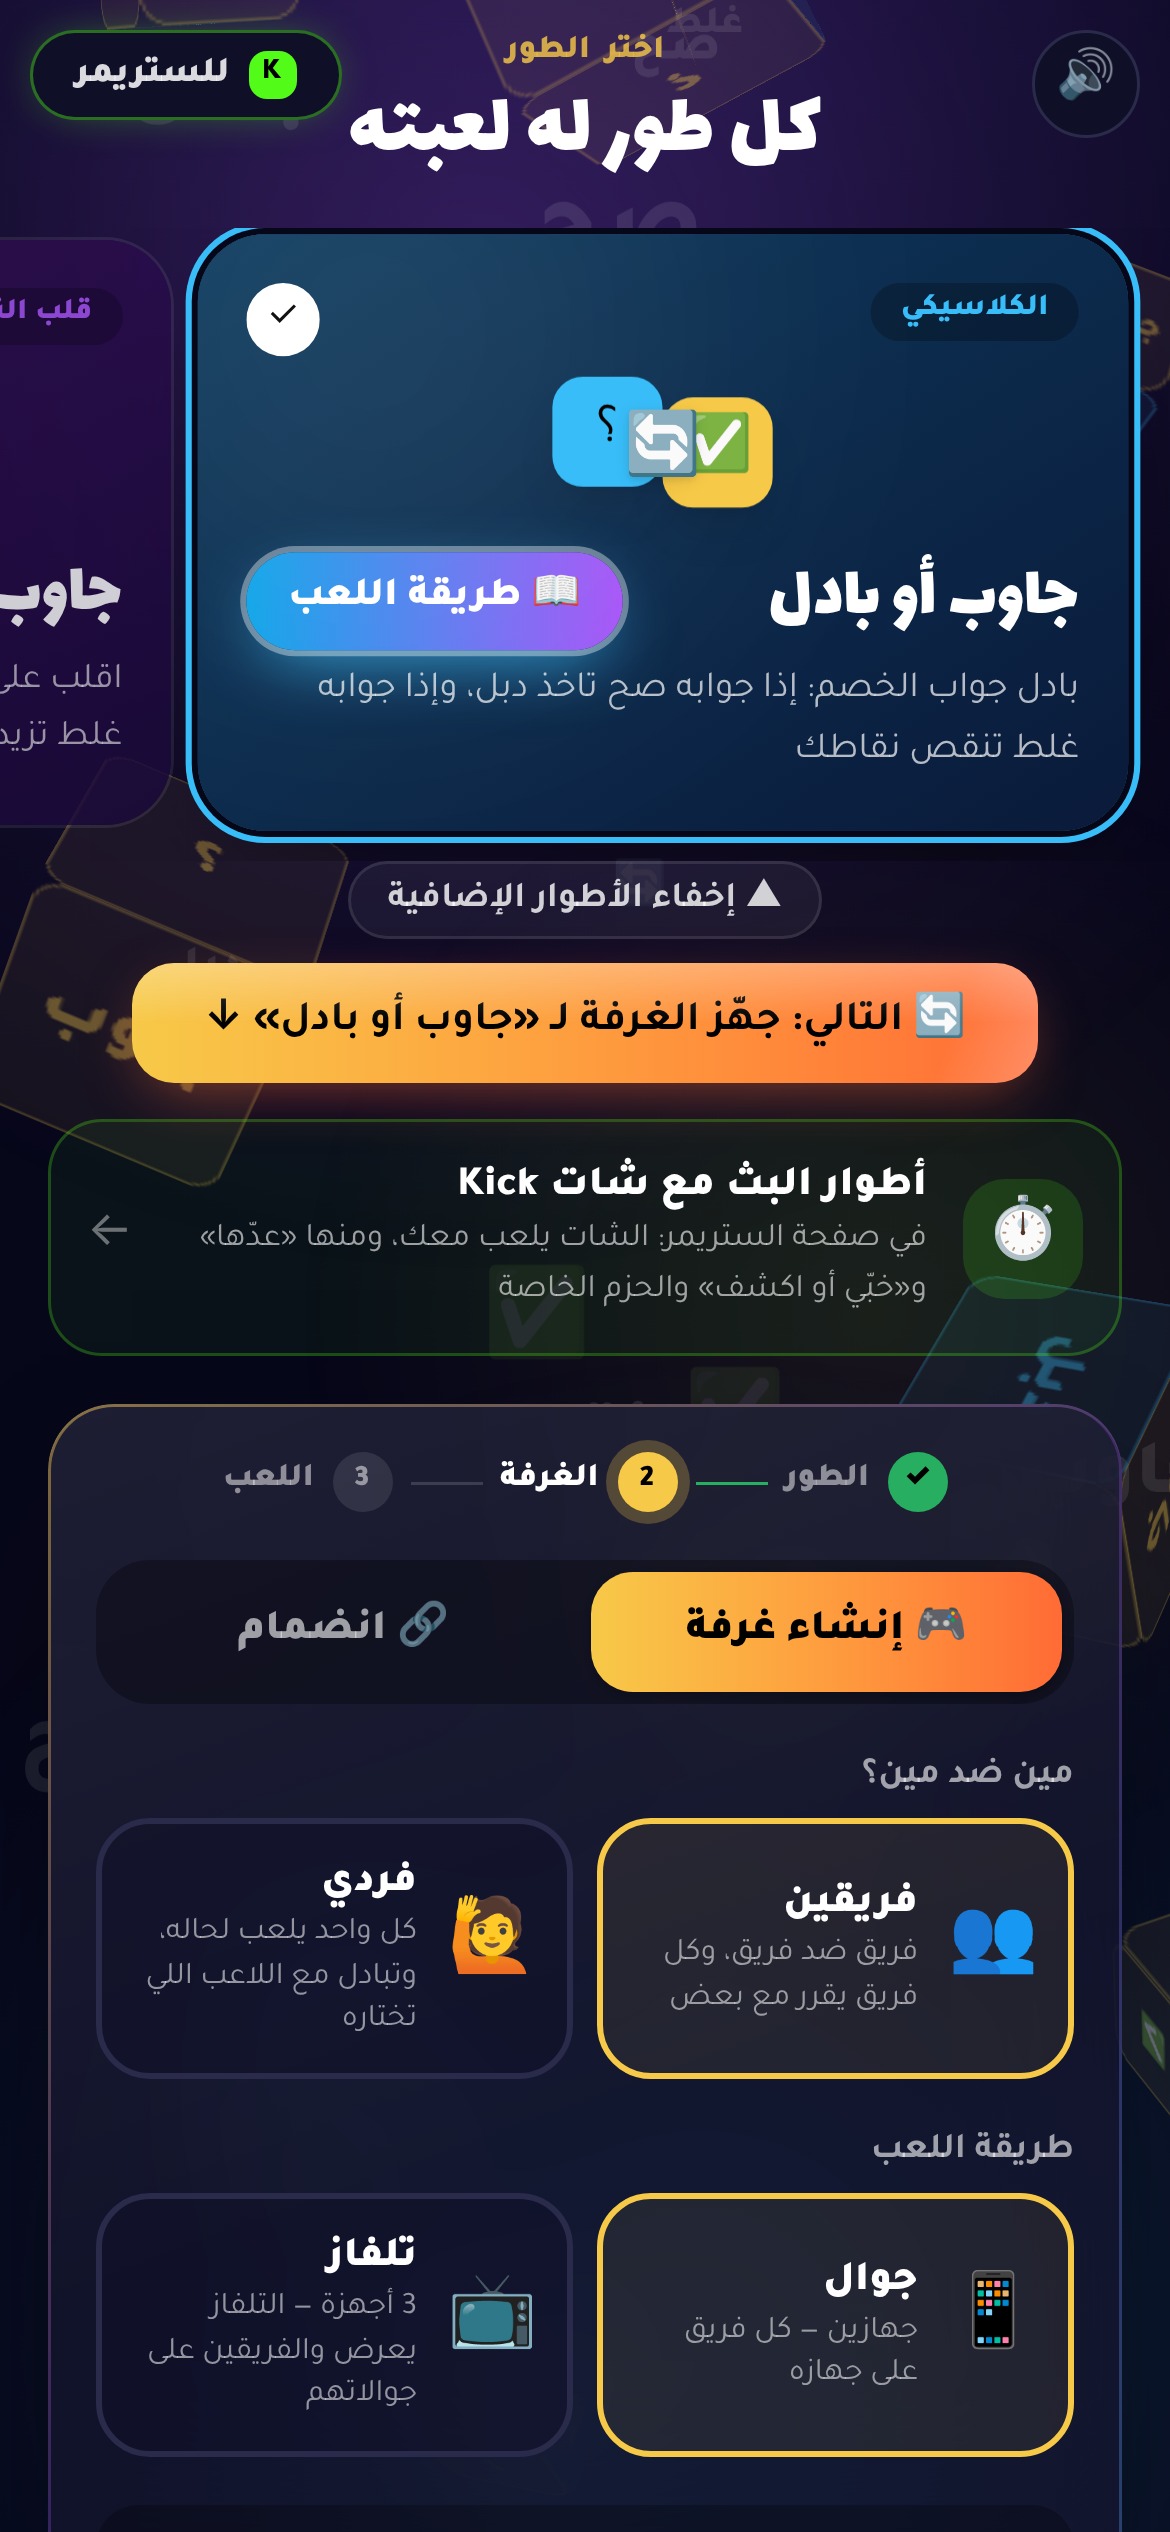 اختر الطور
K للستريمر
كل طور له لعبته
الكلاسيكي
؟
جاوب أو بادل
طريقة اللعب
بادل جواب الخصم: إذا جوابه صح تاخذ دبل، وإذا جوابه
غلط تنقص نقاطك
قلب
جاوب
اقلب على
غلط تزيد
▲ إخفاء الأطوار الإضافية
التالي: جهّز الغرفة لـ «جاوب أو بادل» ↓
أطوار البث مع شات Kick
في صفحة الستريمر: الشات يلعب معك، ومنها «عدّها»
و«خبّي أو اكشف» والحزم الخاصة
←
✓ الطور
2 الغرفة
3 اللعب
إنشاء غرفة
انضمام
مين ضد مين؟
فريقين
فريق ضد فريق، وكل
فريق يقرر مع بعض
فردي
كل واحد يلعب لحاله،
وتبادل مع اللاعب اللي
تختاره
طريقة اللعب
جوال
جهازين – كل فريق
على جهازه
تلفاز
3 أجهزة – التلفاز
يعرض والفريقين على
جوالاتهم